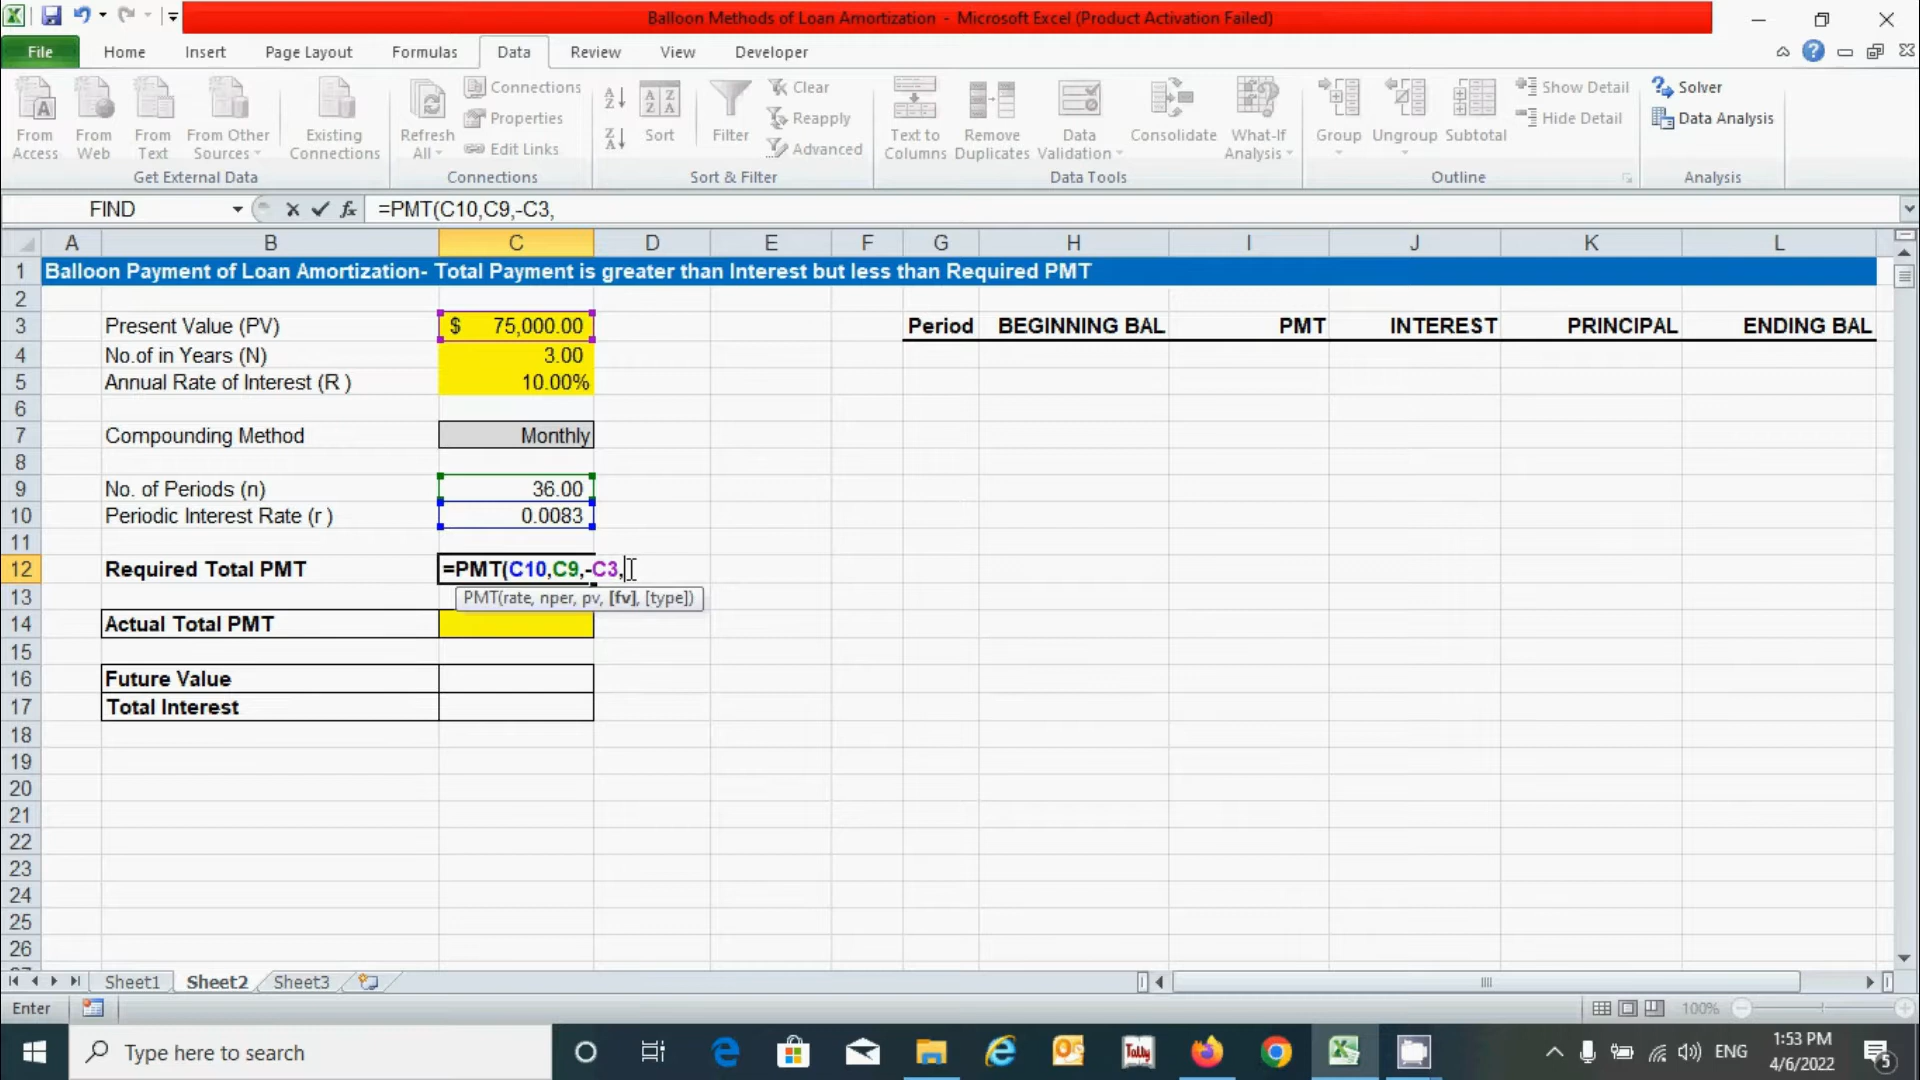 Balloon Methods of Loan Amortization - Microsoft Excel (Product Activation Failed)
File Home Insert Page Layout Formulas Data Review View Developer
From Access
From Web
From Text
From Other Sources
Existing Connections
Get External Data
Refresh All
Connections
Properties
Edit Links
Connections
Sort
Filter
Clear
Reapply
Advanced
Sort & Filter
Text to Columns
Remove Duplicates
Data Validation
Consolidate
What-If Analysis
Data Tools
Group
Ungroup
Subtotal
Show Detail
Hide Detail
Outline
Solver
Data Analysis
Analysis
FIND fx =PMT(C10,C9,-C3,
A B C D E F G H I J K L
1 Balloon Payment of Loan Amortization- Total Payment is greater than Interest but less than Required PMT
2
3 Present Value (PV) $ 75,000.00 Period BEGINNING BAL PMT INTEREST PRINCIPAL ENDING BAL
4 No.of in Years (N) 3.00
5 Annual Rate of Interest (R ) 10.00%
6
7 Compounding Method Monthly
8
9 No. of Periods (n) 36.00
10 Periodic Interest Rate (r ) 0.0083
11
12 Required Total PMT =PMT(C10,C9,-C3,
13 PMT(rate, nper, pv, [fv], [type])
14 Actual Total PMT
15
16 Future Value
17 Total Interest
18
19
20
21
22
23
24
25
26
Sheet1 Sheet2 Sheet3
Enter 100%
Type here to search Tally ENG 1:53 PM
4/6/2022 5